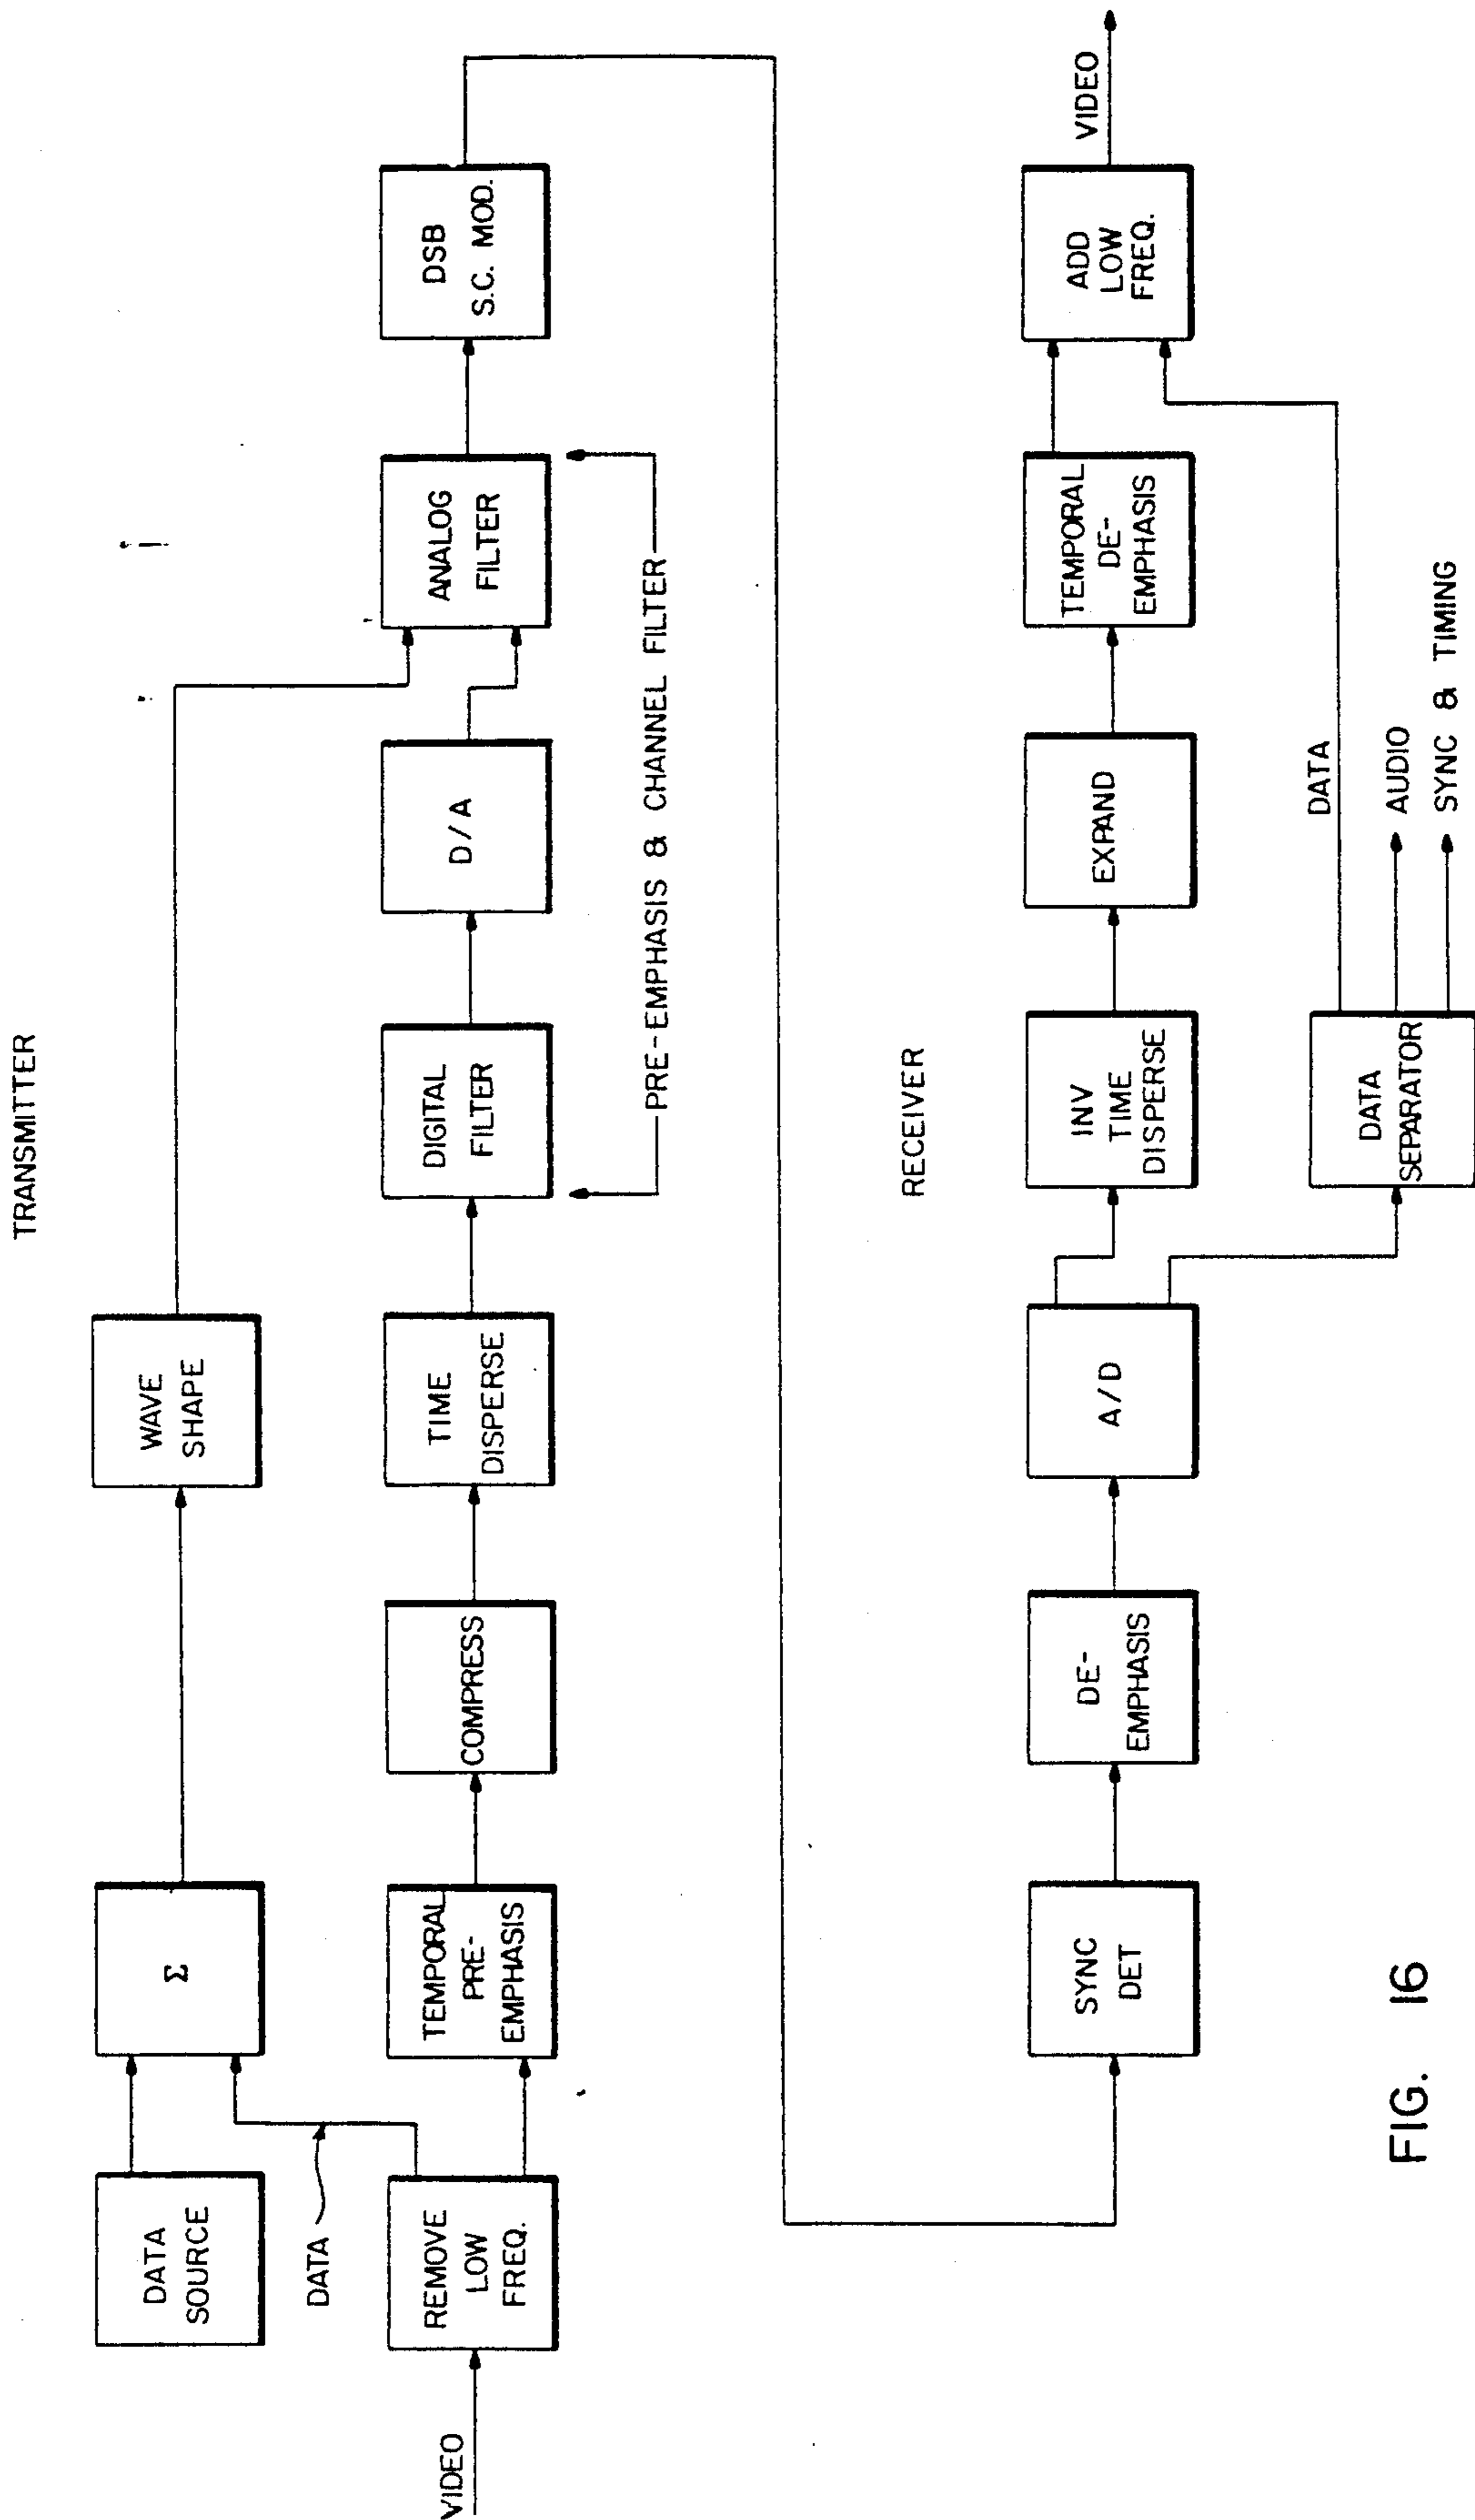 TRANSMITTER
DATA
SOURCE
Σ
WAVE
SHAPE
DATA
VIDEO
REMOVE
LOW
FREQ.
TEMPORAL
PRE-
EMPHASIS
COMPRESS
TIME
DISPERSE
DIGITAL
FILTER
D/A
ANALOG
FILTER
DSB
S.C. MOD.
PRE-EMPHASIS & CHANNEL FILTER
RECEIVER
SYNC
DET
DE-
EMPHASIS
A/D
INV
TIME
DISPERSE
EXPAND
TEMPORAL
DE-
EMPHASIS
ADD
LOW
FREQ.
VIDEO
DATA
SEPARATOR
DATA
AUDIO
SYNC & TIMING
FIG. 16